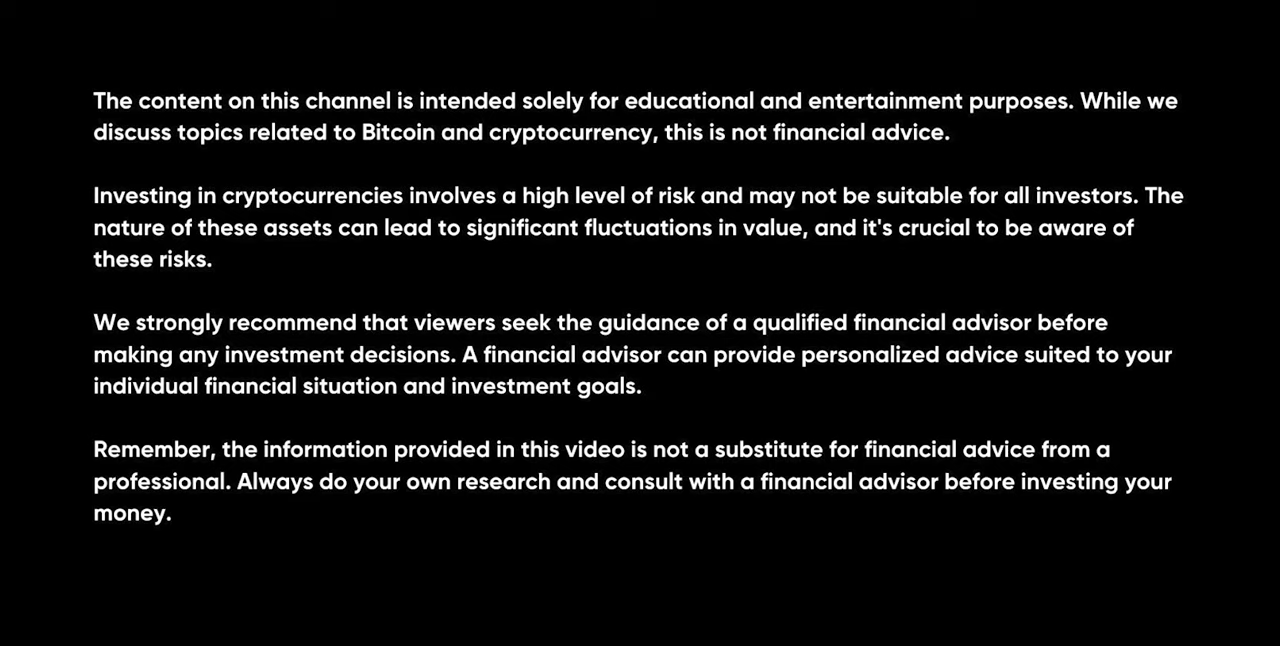 The content on this channel is intended solely for educational and entertainment purposes. While we
discuss topics related to Bitcoin and cryptocurrency, this is not financial advice.
Investing in cryptocurrencies involves a high level of risk and may not be suitable for all investors. The
nature of these assets can lead to significant fluctuations in value, and it's crucial to be aware of
these risks.
We strongly recommend that viewers seek the guidance of a qualified financial advisor before
making any investment decisions. A financial advisor can provide personalized advice suited to your
individual financial situation and investment goals.
Remember, the information provided in this video is not a substitute for financial advice from a
professional. Always do your own research and consult with a financial advisor before investing your
money.